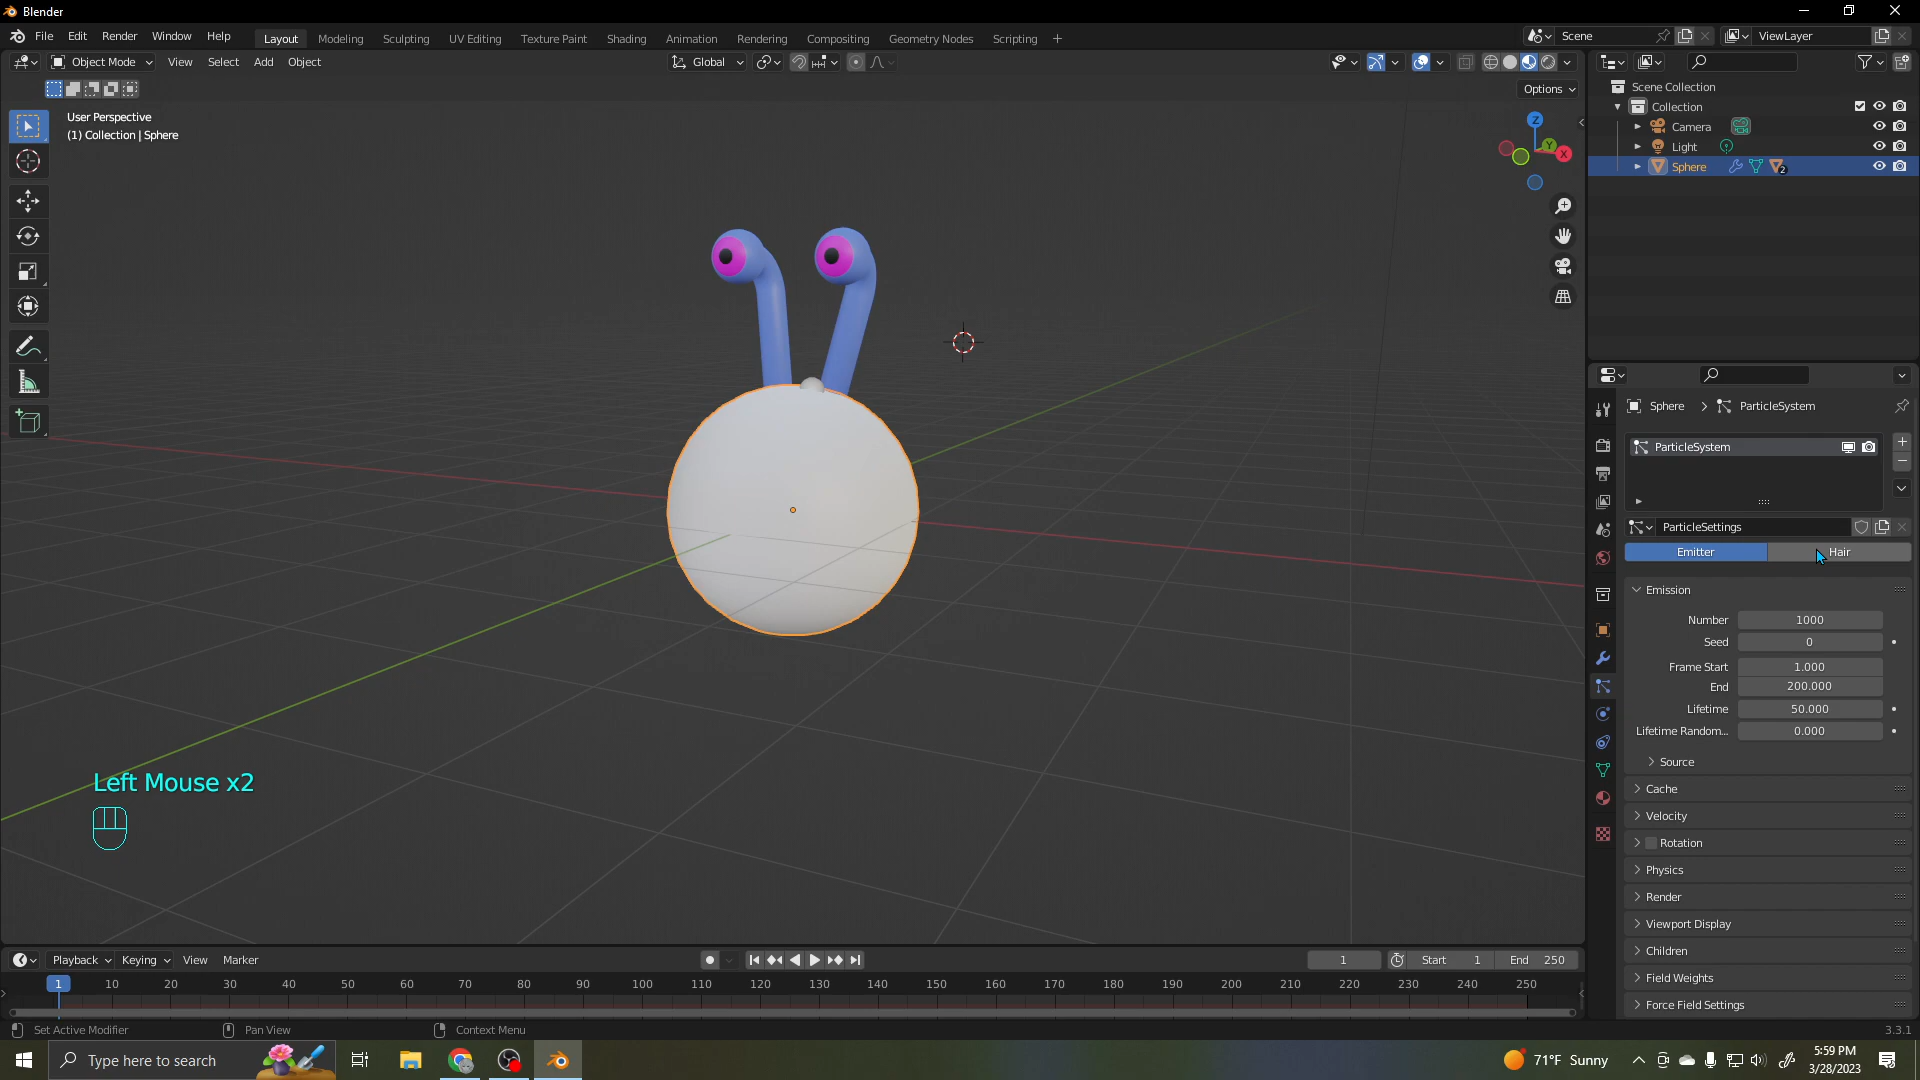 Blender
File Edit Render Window Help
Layout Modeling Sculpting UV Editing Texture Paint Shading Animation Rendering Compositing Geometry Nodes Scripting
Scene
ViewLayer
Object Mode View Select Add Object
Global
Options
User Perspective
(1) Collection | Sphere
Z
Y
X
Scene Collection
Collection
Camera
Light
Sphere
2
Sphere > ParticleSystem
ParticleSystem
ParticleSettings
Emitter Hair
Emission
Number 1000
Seed 0
Frame Start 1.000
End 200.000
Lifetime 50.000
Lifetime Random... 0.000
Source
Cache
Velocity
Rotation
Physics
Render
Viewport Display
Children
Field Weights
Force Field Settings
Left Mouse x2
Playback Keying View Marker
1
Start 1 End 250
1 10 20 30 40 50 60 70 80 90 100 110 120 130 140 150 160 170 180 190 200 210 220 230 240 250
Set Active Modifier Pan View Context Menu
3.3.1
Type here to search
71°F Sunny
5:59 PM
3/28/2023